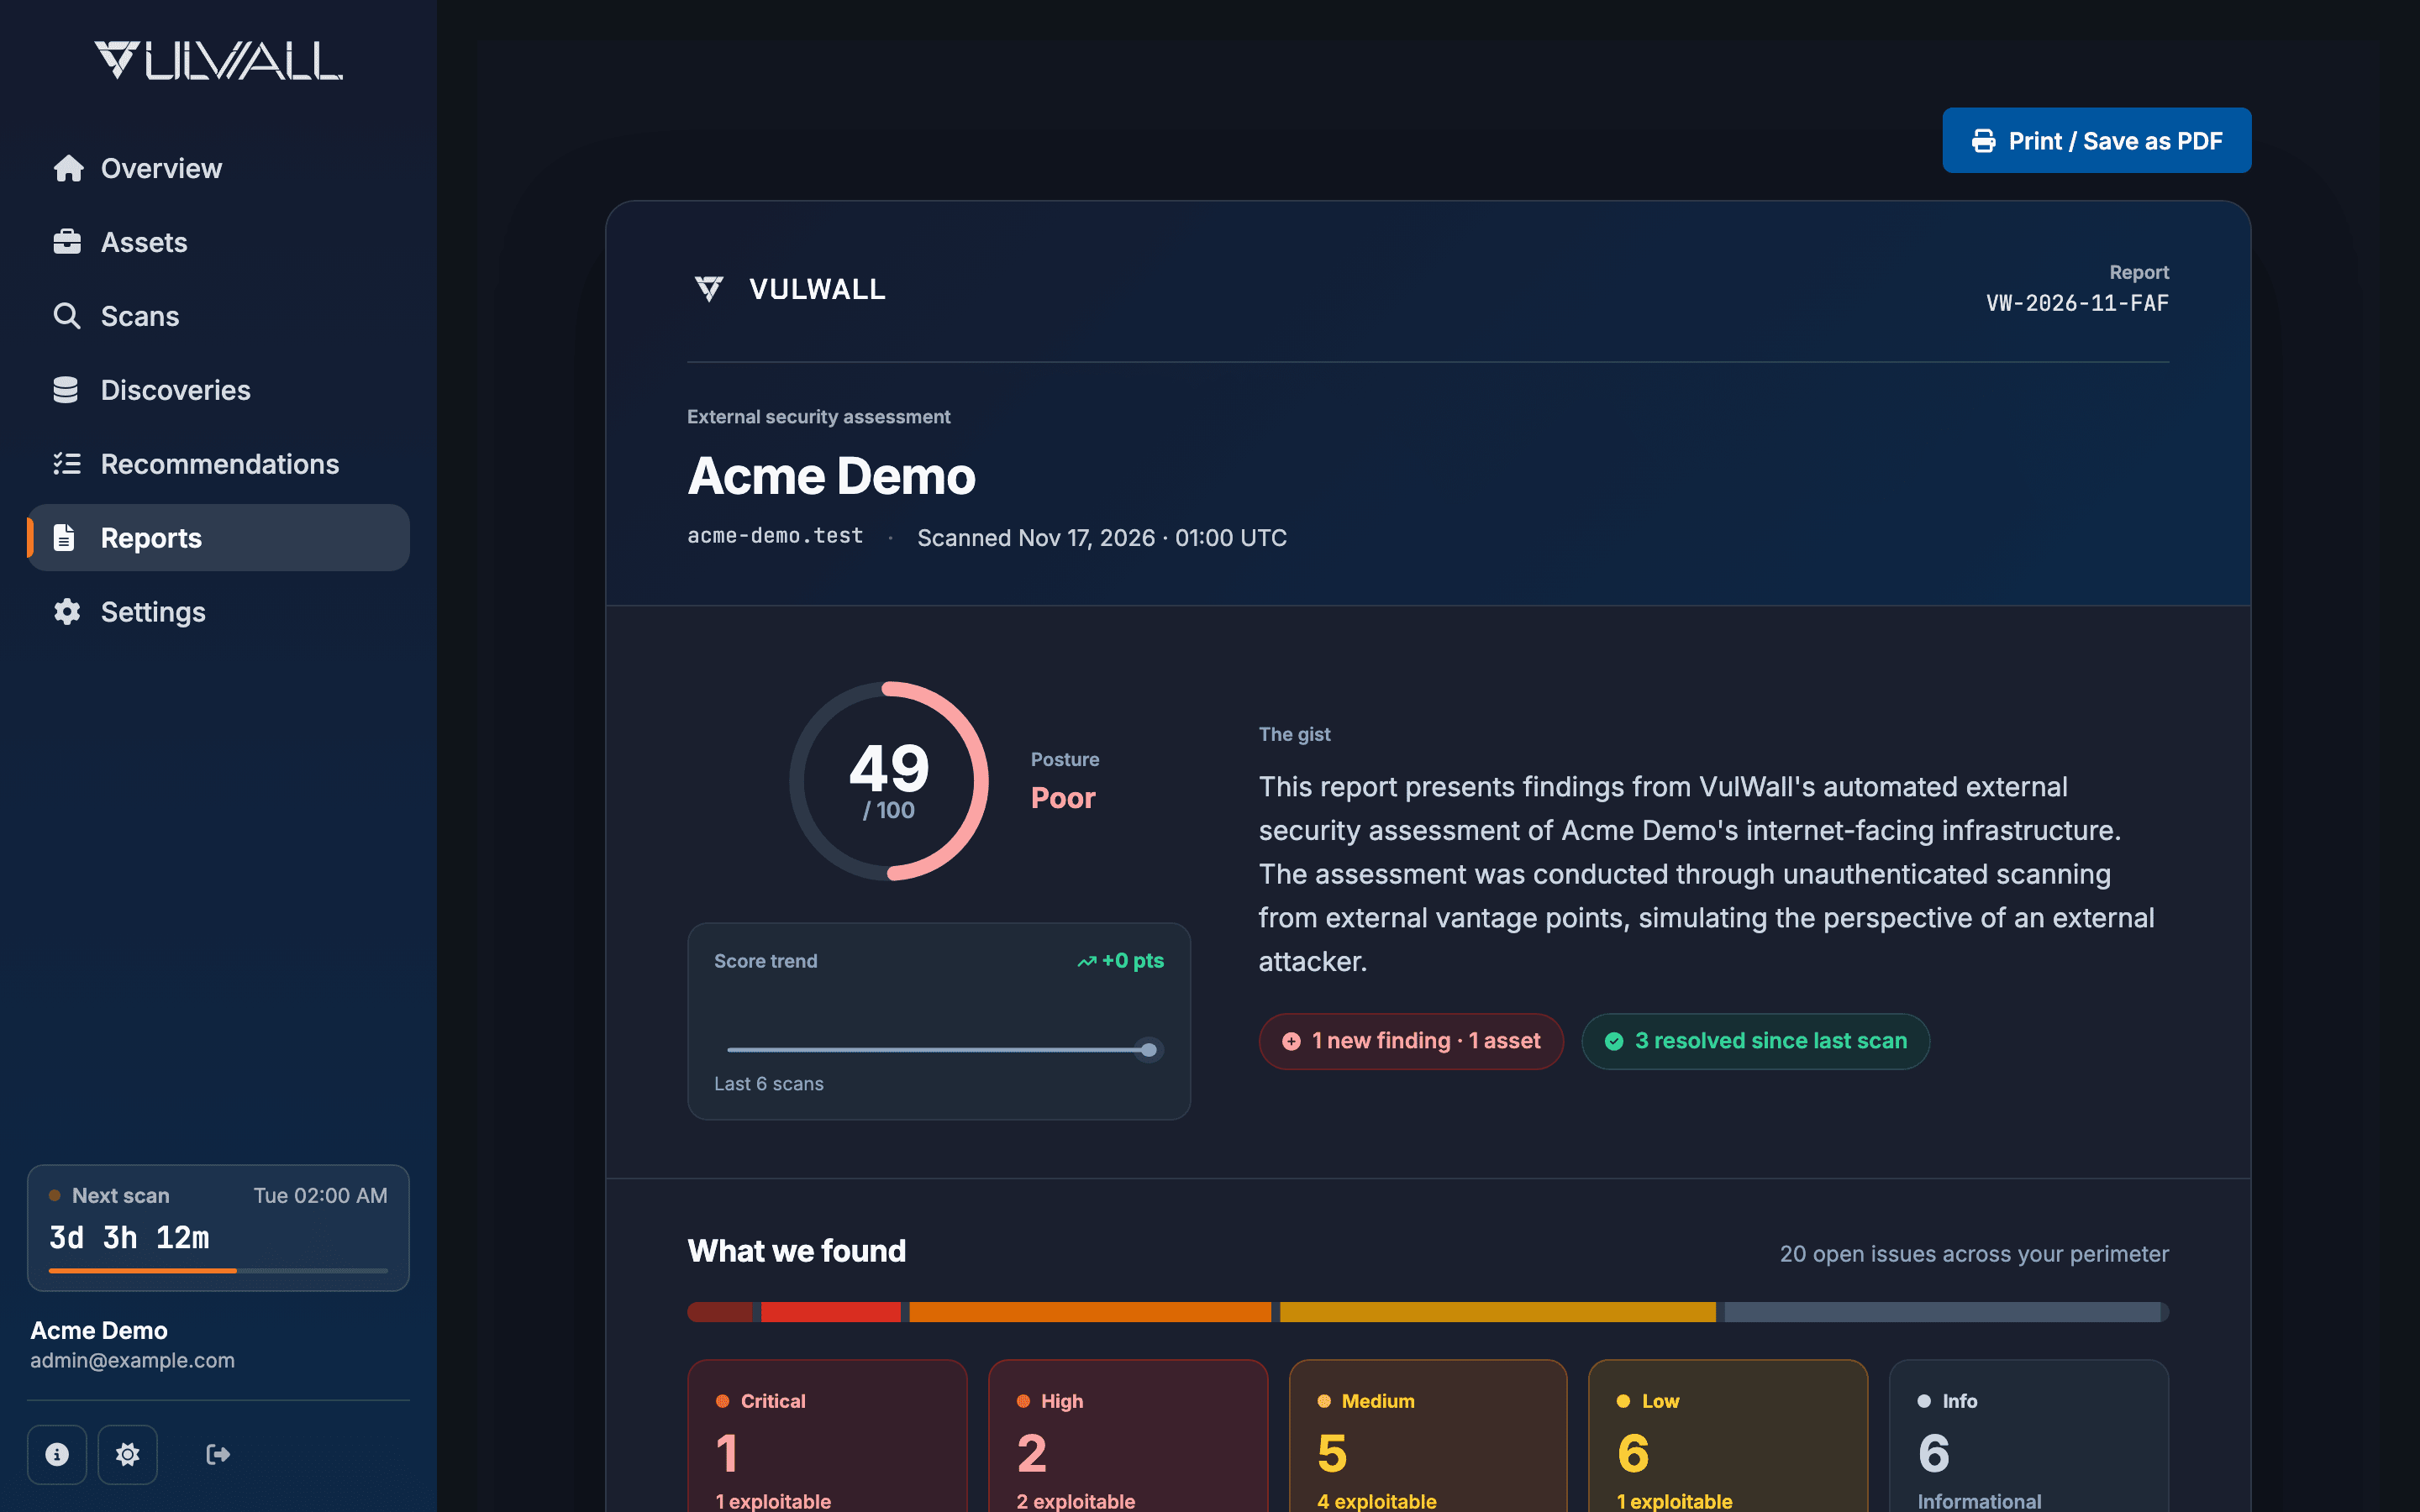 VULWALL
Overview
Assets
Scans
Discoveries
Recommendations
Reports
Settings
Next scan Tue 02:00 AM
3d 3h 12m
Acme Demo
admin@example.com
Print / Save as PDF
VULWALL
Report
VW-2026-11-FAF
External security assessment
Acme Demo
acme-demo.test · Scanned Nov 17, 2026 · 01:00 UTC
49
/ 100
Posture
Poor
Score trend +0 pts
Last 6 scans
The gist
This report presents findings from VulWall's automated external
security assessment of Acme Demo's internet-facing infrastructure.
The assessment was conducted through unauthenticated scanning
from external vantage points, simulating the perspective of an external
attacker.
1 new finding · 1 asset
3 resolved since last scan
What we found
20 open issues across your perimeter
Critical
1
1 exploitable
High
2
2 exploitable
Medium
5
4 exploitable
Low
6
1 exploitable
Info
6
Informational